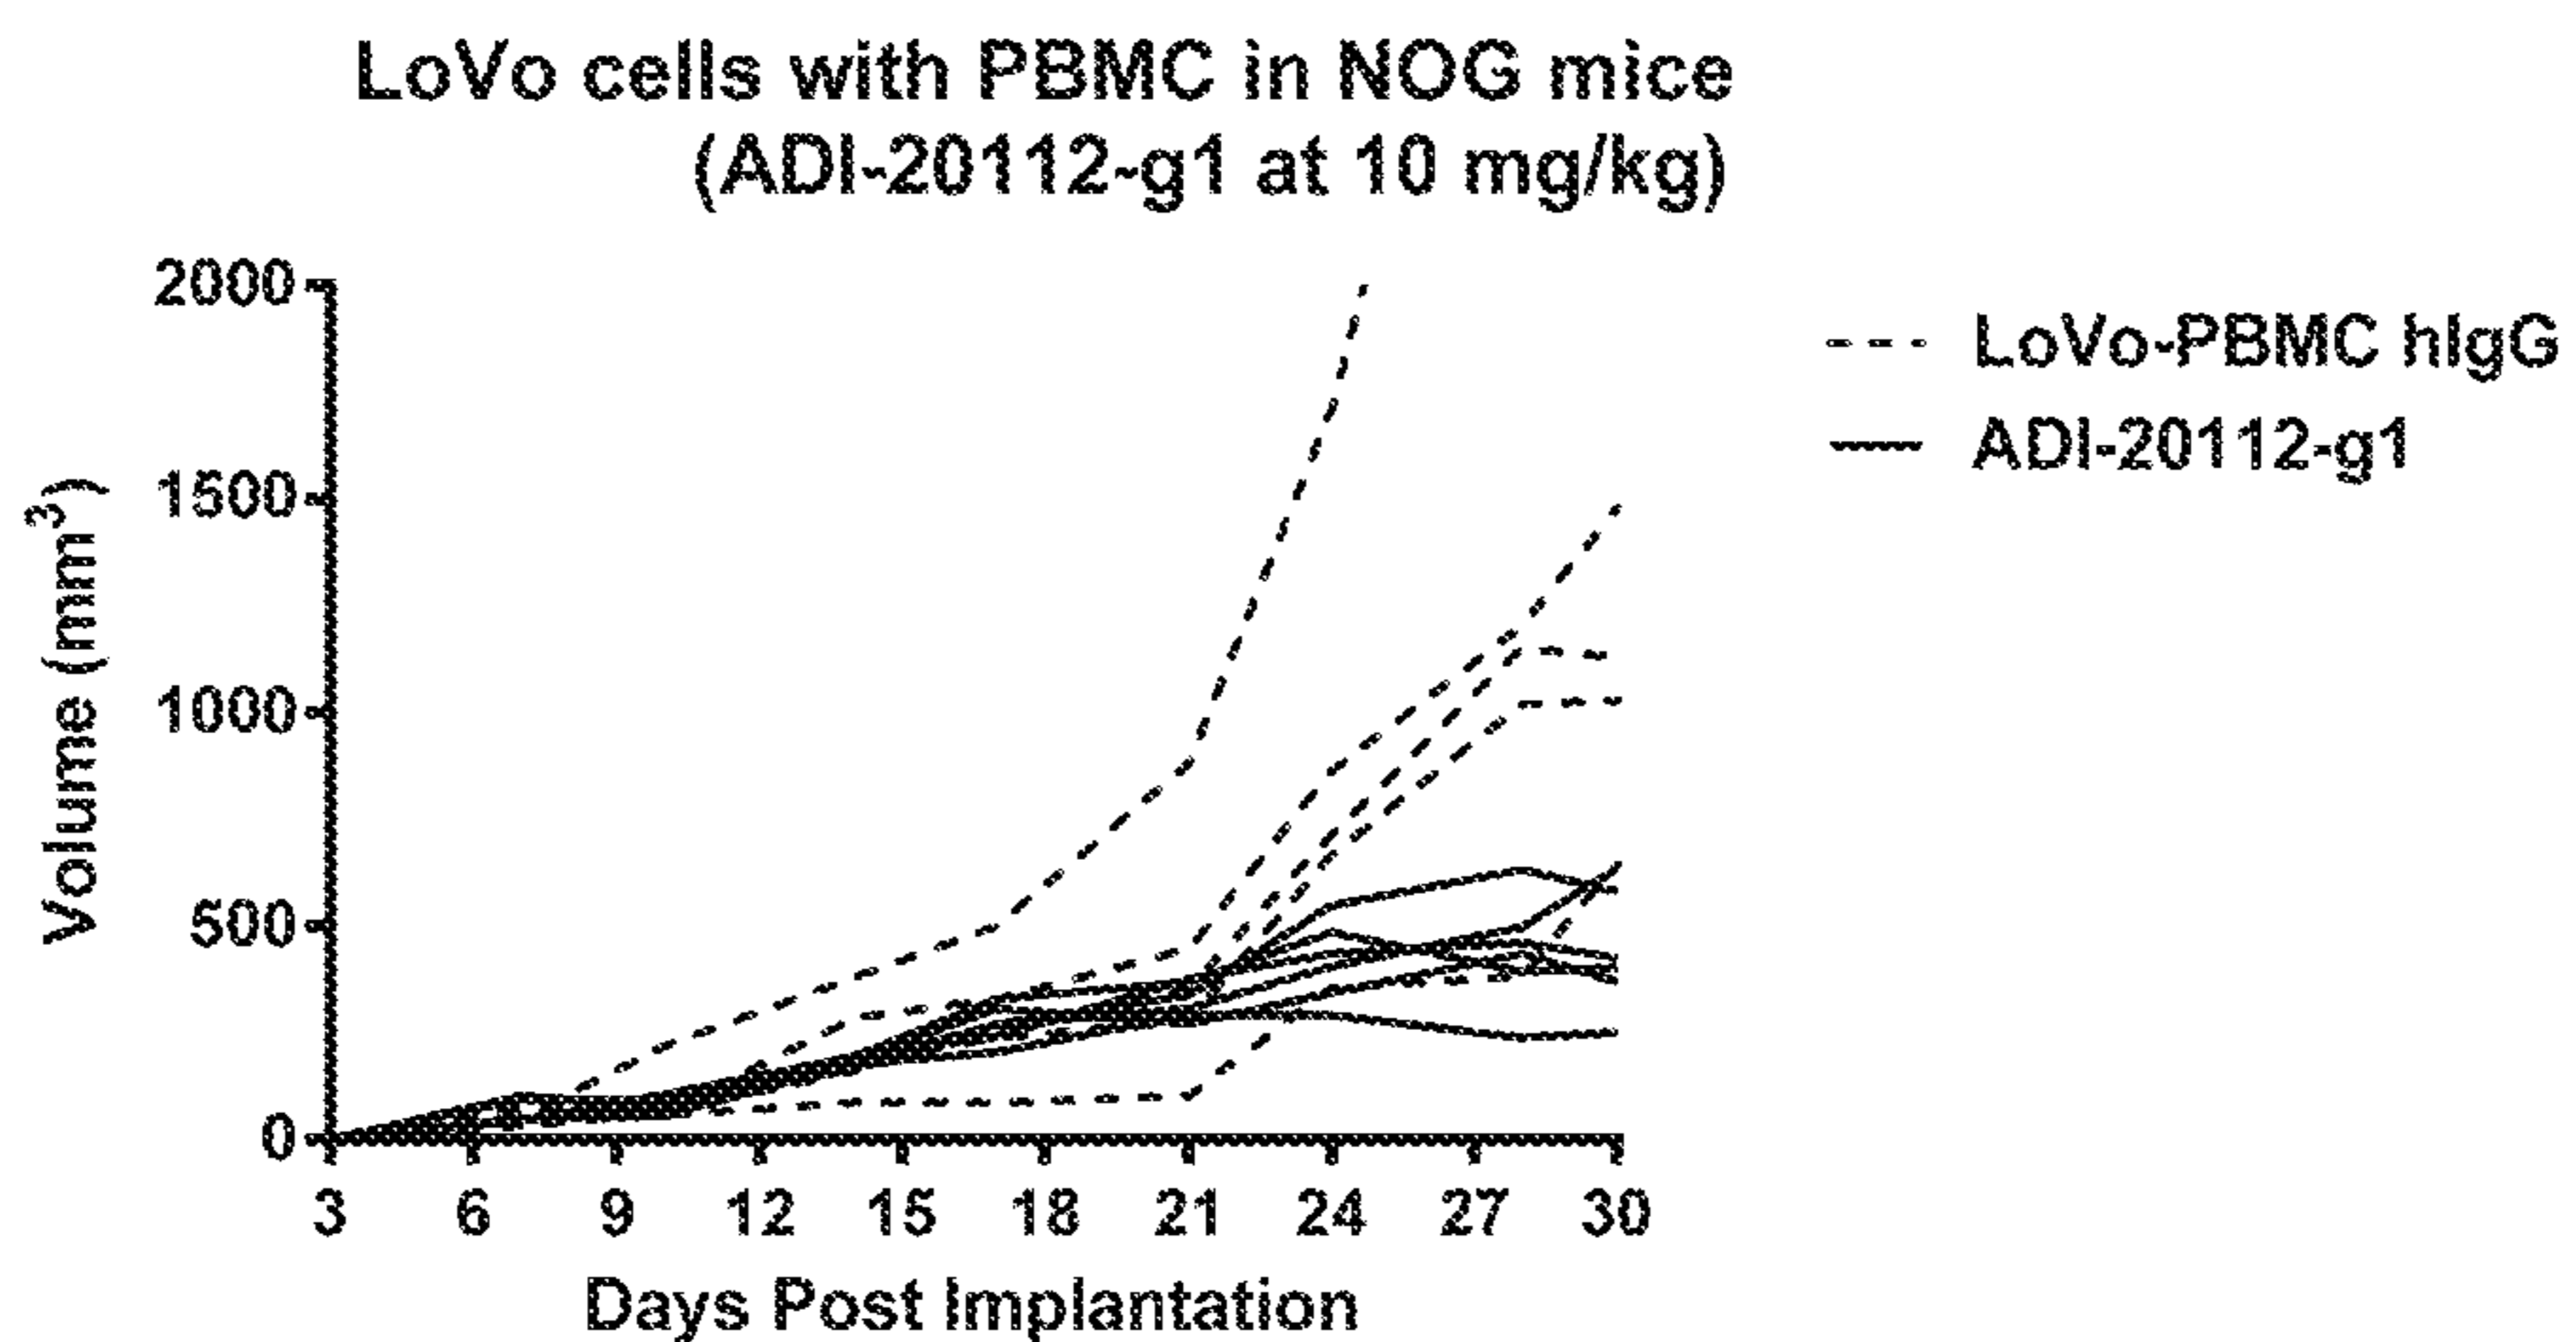 LoVo cells with PBMC in NOG mice
(ADI-20112-g1 at 10 mg/kg)
2000
1500
1000
500
0
Volume (mm³)
3 6 9 12 15 18 21 24 27 30
Days Post Implantation
LoVo-PBMC hIgG
ADI-20112-g1